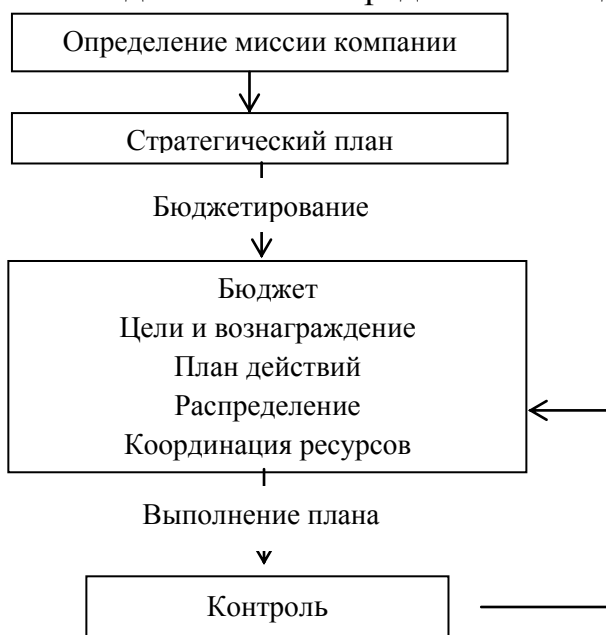 Определение миссии компании
Стратегический план
Бюджетирование
Бюджет
Цели и вознаграждение
План действий
Распределение
Координация ресурсов
Выполнение плана
Контроль